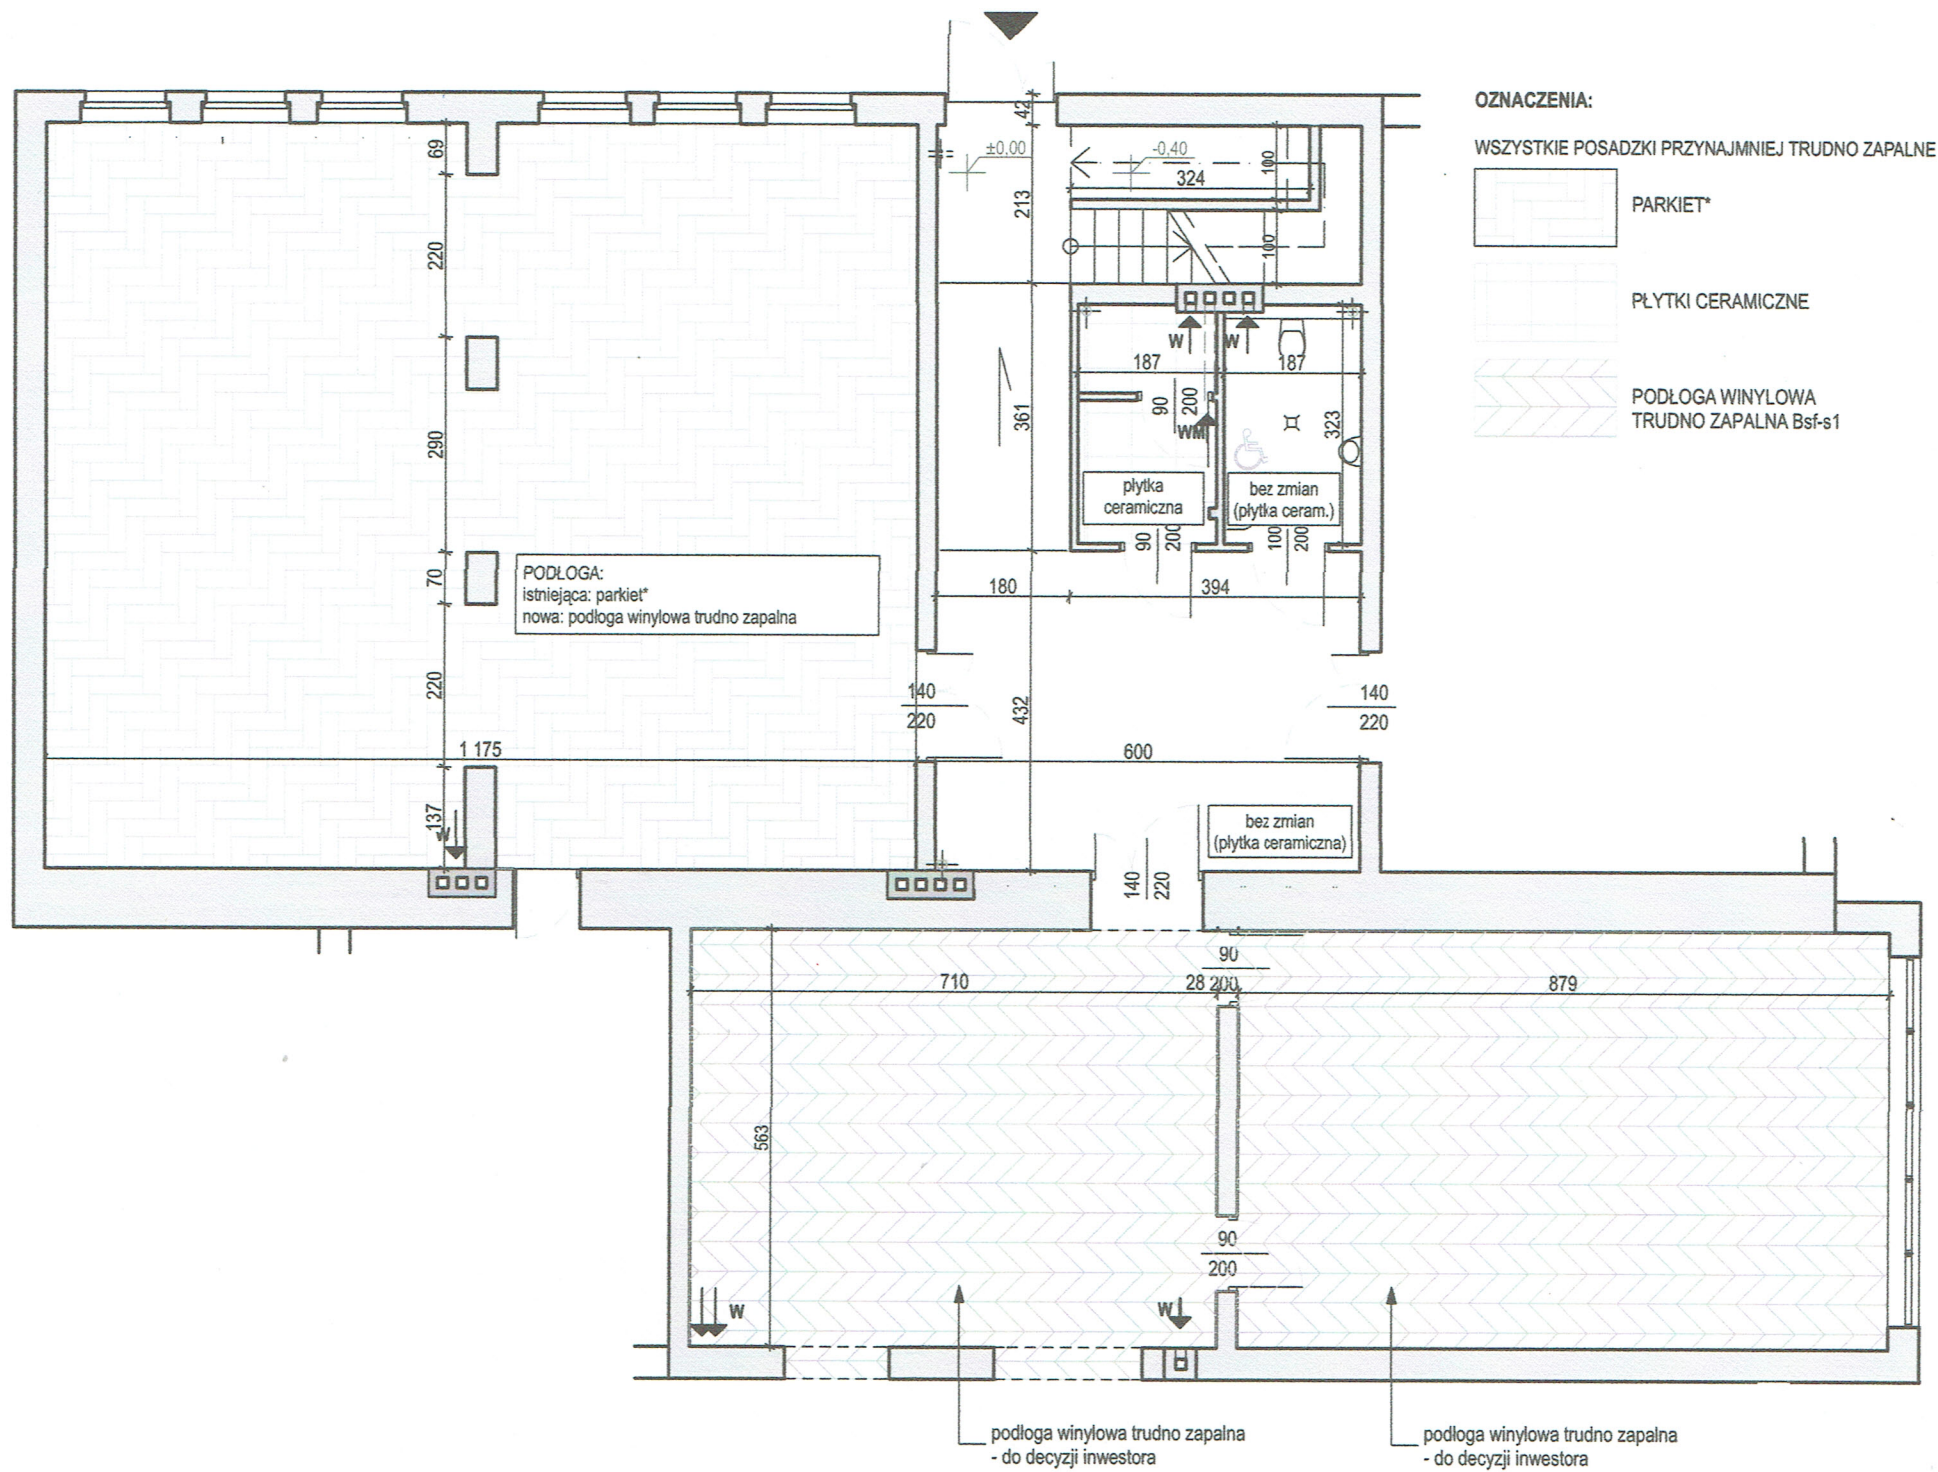 OZNACZENIA:
WSZYSTKIE POSADZKI PRZYNAJMNIEJ TRUDNO ZAPALNE
PARKIET*
PŁYTKI CERAMICZNE
PODŁOGA WINYLOWA
TRUDNO ZAPALNA Bsf-s1
42
±0,00
-0,40
100
324
69
213
220
100
W
W
187
187
90
200
WM
361
323
290
płytka
ceramiczna
bez zmian
(płytka ceram.)
90
200
100
200
70
PODŁOGA:
istniejąca: parkiet*
nowa: podłoga winylowa trudno zapalna
180
394
220
140
220
432
140
220
1 175
600
137
W
bez zmian
(płytka ceramiczna)
140
220
90
200
710
28
879
563
90
200
W
W
podłoga winylowa trudno zapalna
- do decyzji inwestora
podłoga winylowa trudno zapalna
- do decyzji inwestora